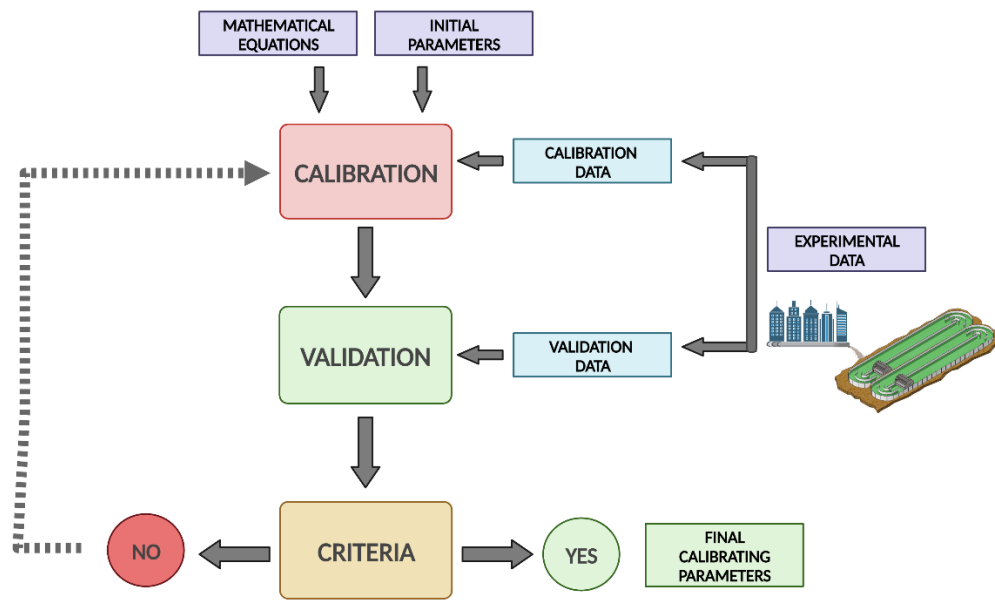 MATHEMATICAL
EQUATIONS
INITIAL
PARAMETERS
CALIBRATION
CALIBRATION
DATA
EXPERIMENTAL
DATA
VALIDATION
VALIDATION
DATA
NO
CRITERIA
YES
FINAL
CALIBRATING
PARAMETERS